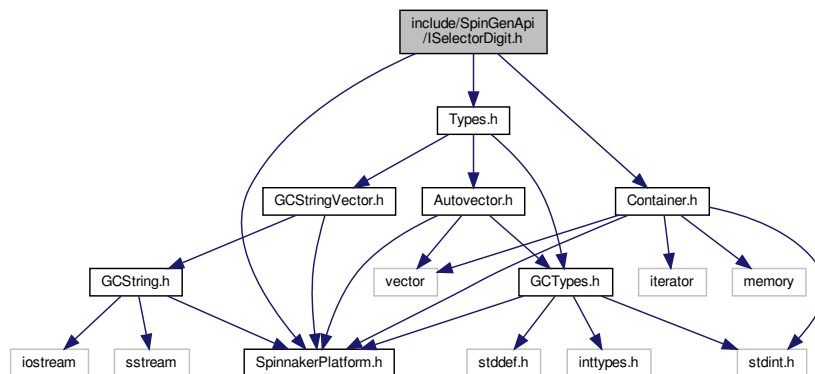 include/SpinGenApi
/ISelectorDigit.h
Types.h
GCStringVector.h
Autovector.h
Container.h
GCString.h
vector
GCTypes.h
iterator
memory
iostream
sstream
SpinnakerPlatform.h
stddef.h
inttypes.h
stdint.h